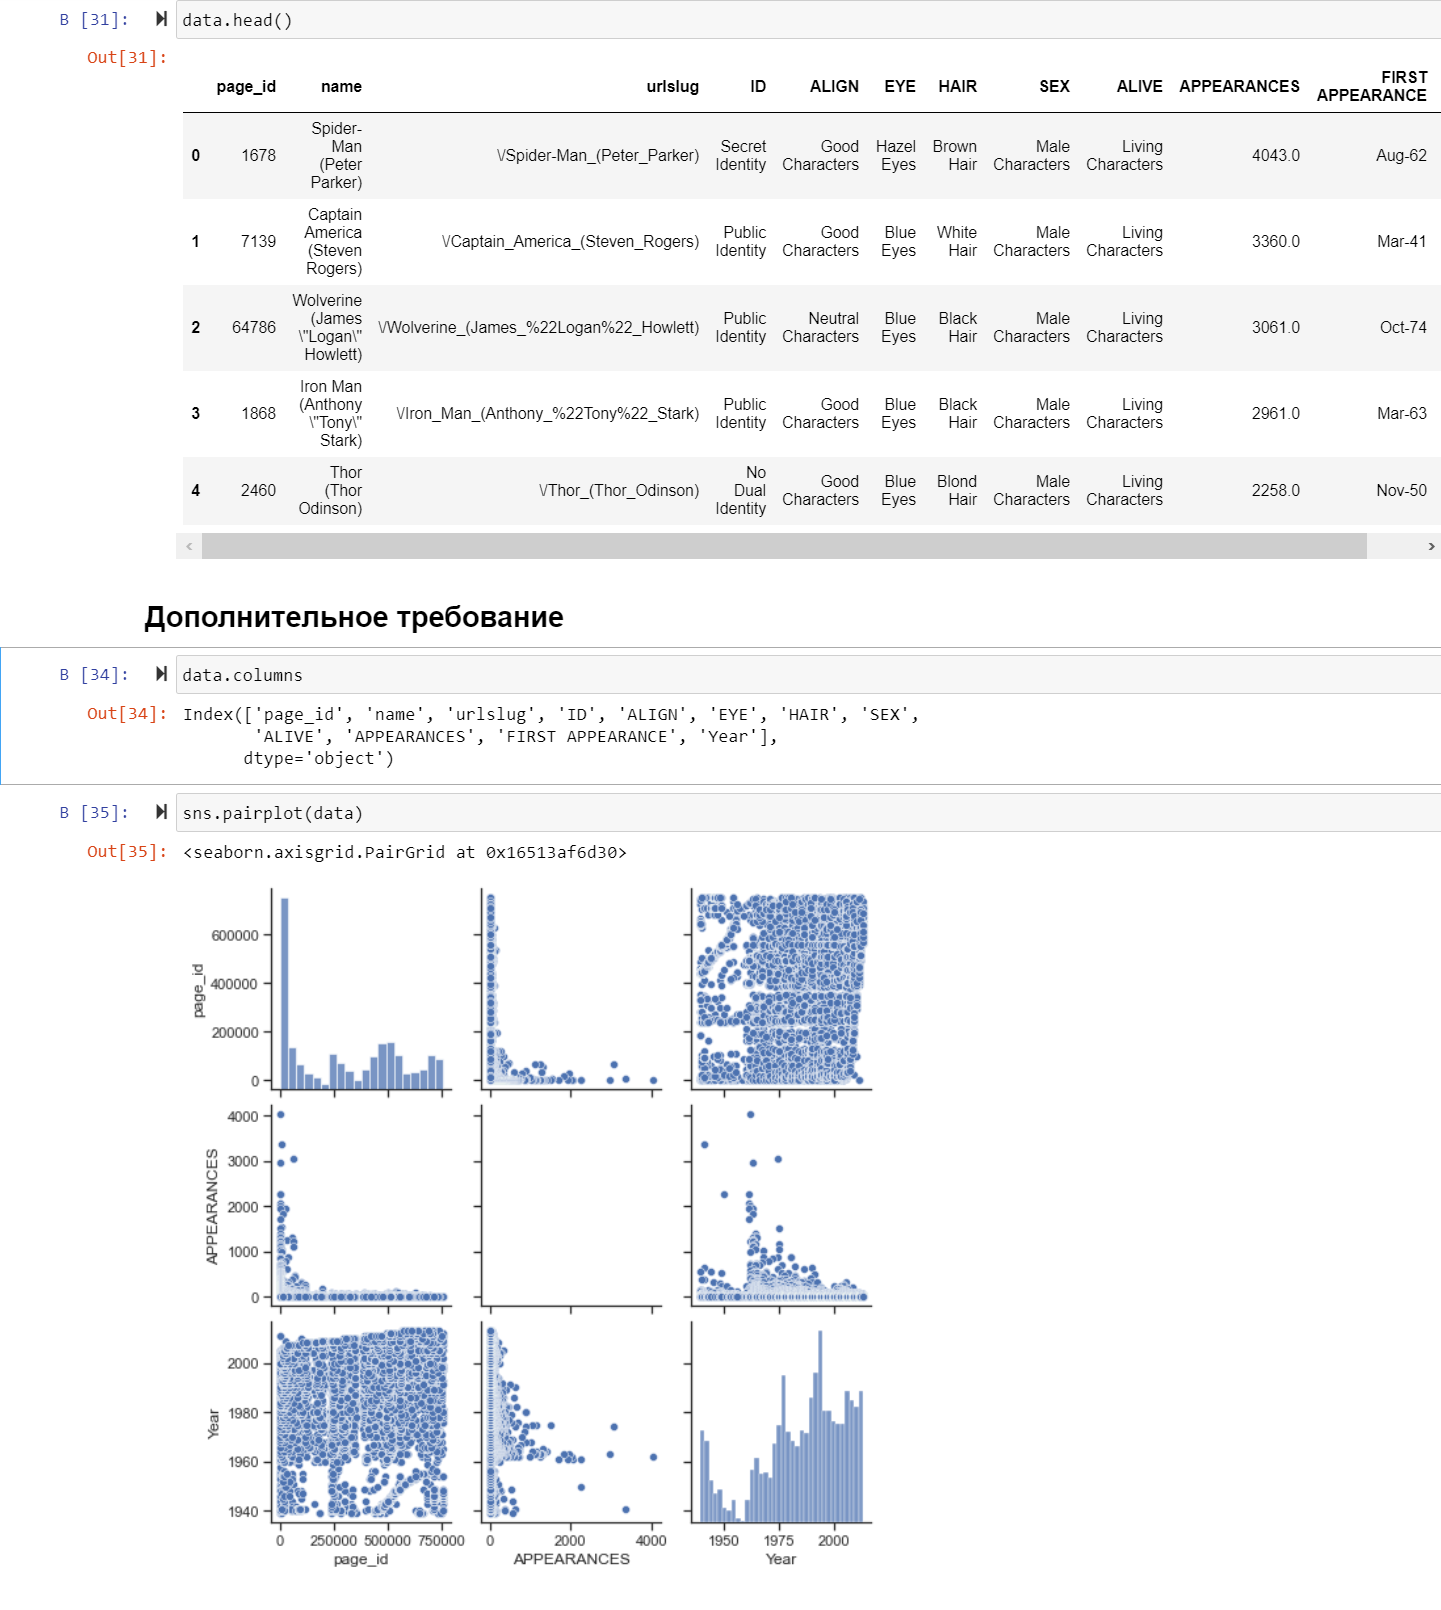 B [31]: data.head()
Out[31]:
page_id name urlslug ID ALIGN EYE HAIR SEX ALIVE APPEARANCES FIRST APPEARANCE
0 1678 Spider-Man (Peter Parker) \/Spider-Man_(Peter_Parker) Secret Identity Good Characters Hazel Eyes Brown Hair Male Characters Living Characters 4043.0 Aug-62
1 7139 Captain America (Steven Rogers) \/Captain_America_(Steven_Rogers) Public Identity Good Characters Blue Eyes White Hair Male Characters Living Characters 3360.0 Mar-41
2 64786 Wolverine (James \"Logan\" Howlett) \/Wolverine_(James_%22Logan%22_Howlett) Public Identity Neutral Characters Blue Eyes Black Hair Male Characters Living Characters 3061.0 Oct-74
3 1868 Iron Man (Anthony \"Tony\" Stark) \/Iron_Man_(Anthony_%22Tony%22_Stark) Public Identity Good Characters Blue Eyes Black Hair Male Characters Living Characters 2961.0 Mar-63
4 2460 Thor (Thor Odinson) \/Thor_(Thor_Odinson) No Dual Identity Good Characters Blue Eyes Blond Hair Male Characters Living Characters 2258.0 Nov-50
Дополнительное требование
B [34]: data.columns
Out[34]: Index(['page_id', 'name', 'urlslug', 'ID', 'ALIGN', 'EYE', 'HAIR', 'SEX',
'ALIVE', 'APPEARANCES', 'FIRST APPEARANCE', 'Year'],
dtype='object')
B [35]: sns.pairplot(data)
Out[35]: <seaborn.axisgrid.PairGrid at 0x16513af6d30>
page_id
600000
400000
200000
0
APPEARANCES
4000
3000
2000
1000
0
Year
2000
1980
1960
1940
0 250000 500000 750000 0 2000 4000 1950 1975 2000
page_id APPEARANCES Year